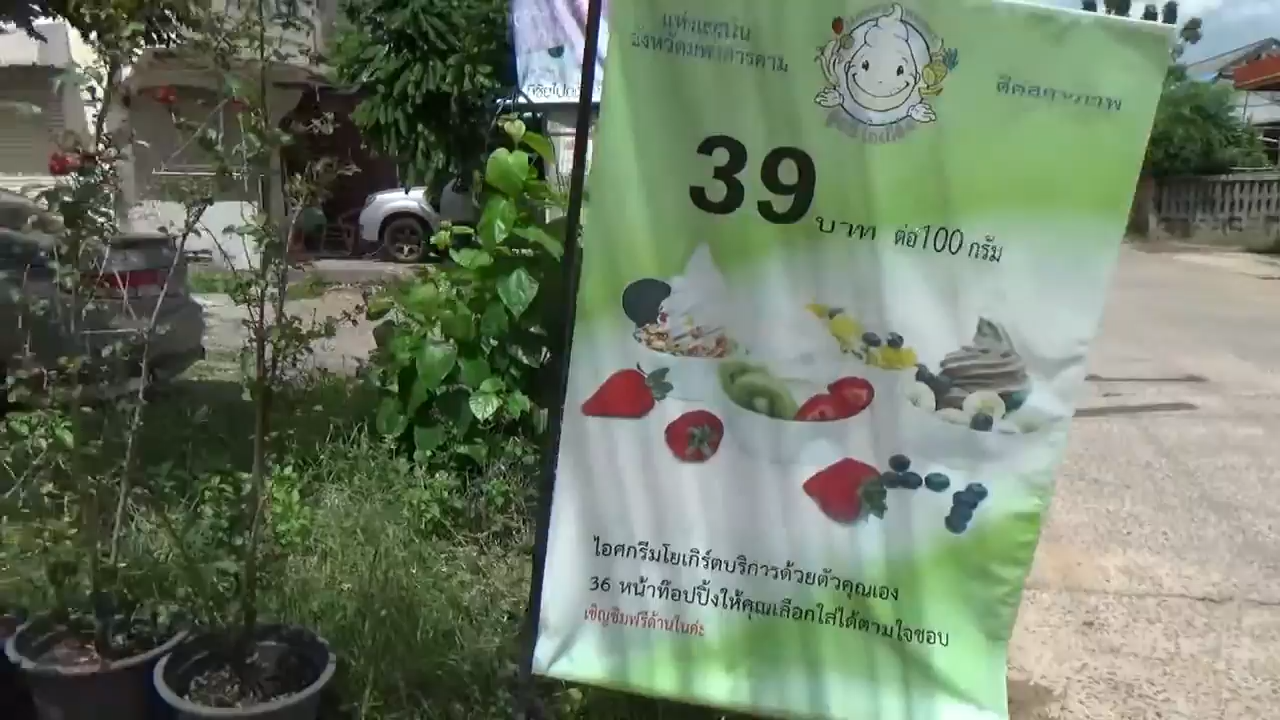 แห่งแรกใน
จังหวัดมหาสารคาม
ดีต่อสุขภาพ
39 บาท ต่อ100 กรัม
ไอศกรีมโยเกิร์ตบริการด้วยตัวคุณเอง
36 หน้าท๊อปปิ้งให้คุณเลือกใส่ได้ตามใจชอบ
เชิญชิมฟรีด้านในค่ะ